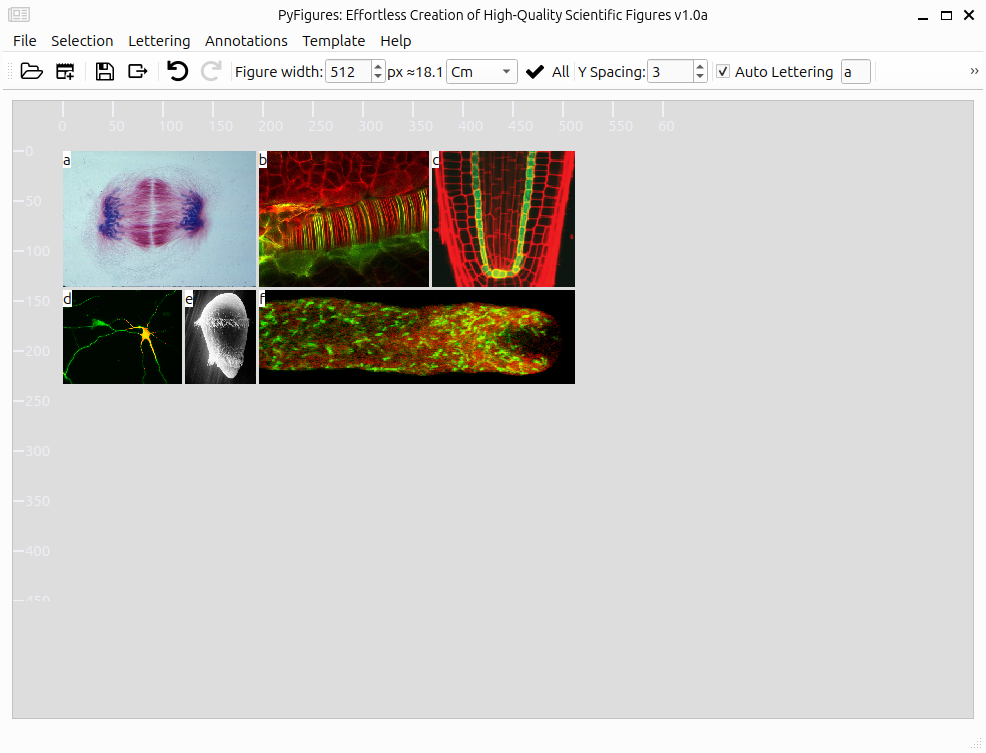 PyFigures: Effortless Creation of High-Quality Scientific Figures v1.0a
File Selection Lettering Annotations Template Help
Figure width: 512 px ≈18.1 Cm All Y Spacing: 3 Auto Lettering a »
0 50 100 150 200 250 300 350 400 450 500 550 60
0
50
100
150
200
250
300
350
400
450
a b c
d e f